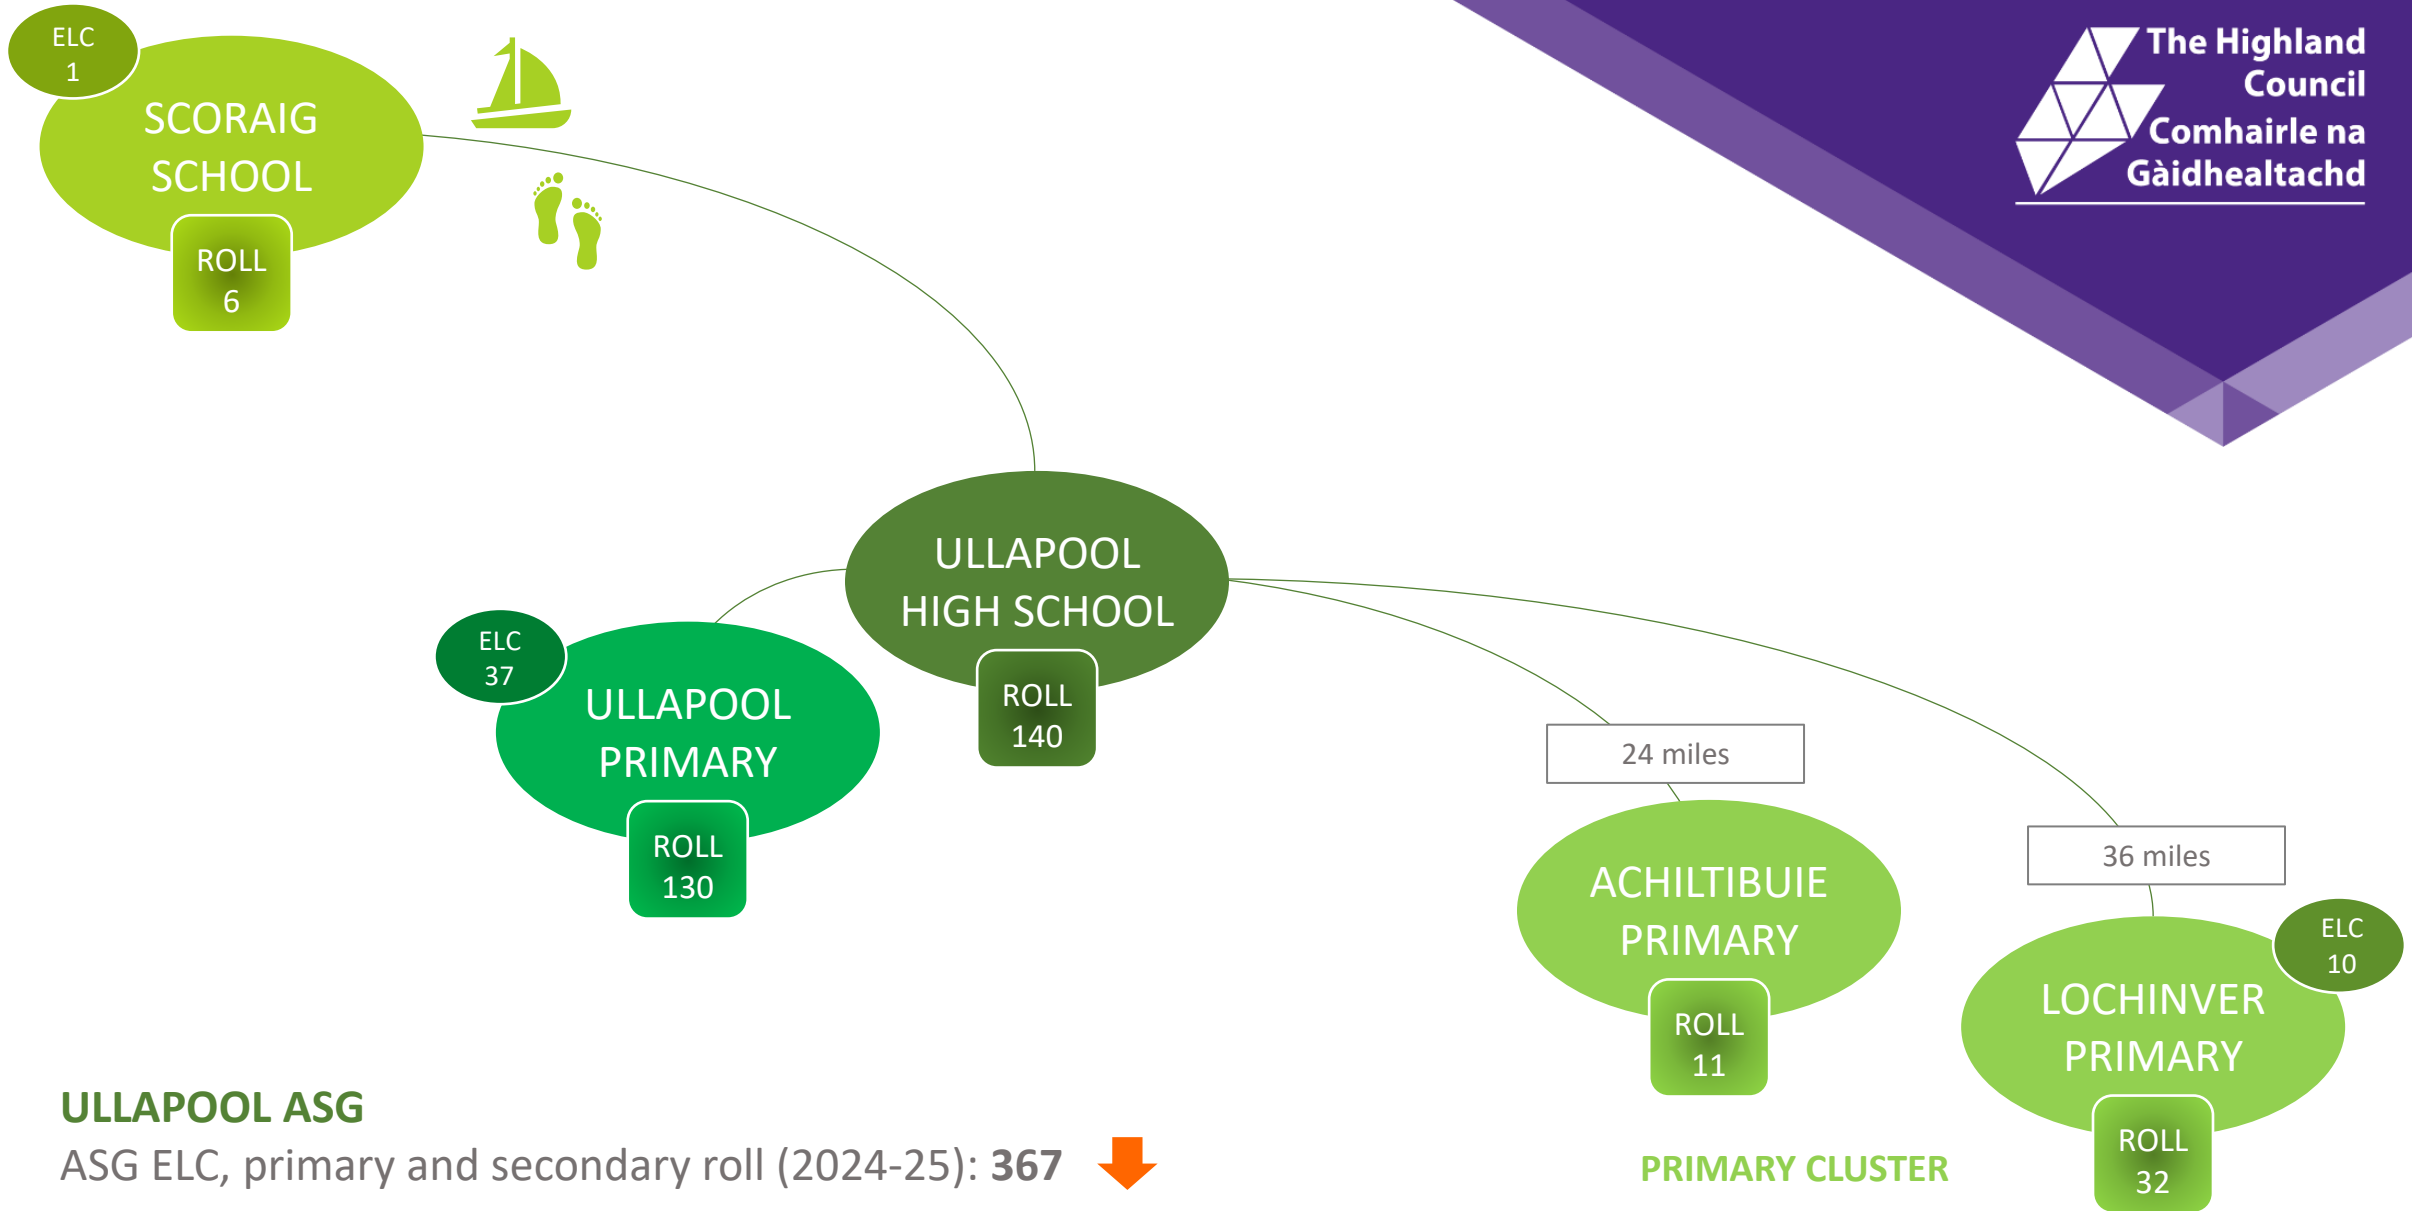 ELC
1
SCORAIG
SCHOOL
ROLL
6
The Highland
Council
Comhairle na
Gàidhealtachd
ULLAPOOL
HIGH SCHOOL
ROLL
140
ELC
37
ULLAPOOL
PRIMARY
ROLL
130
24 miles
ACHILTIBUIE
PRIMARY
ROLL
11
36 miles
ELC
10
LOCHINVER
PRIMARY
ROLL
32
ULLAPOOL ASG
ASG ELC, primary and secondary roll (2024-25): 367
PRIMARY CLUSTER